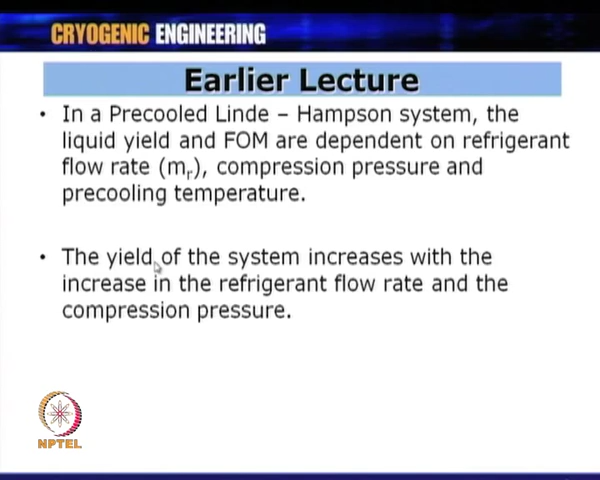 CRYOGENIC ENGINEERING
Earlier Lecture
• In a Precooled Linde – Hampson system, the
liquid yield and FOM are dependent on refrigerant
flow rate (mr), compression pressure and
precooling temperature.
• The yield of the system increases with the
increase in the refrigerant flow rate and the
compression pressure.
NPTEL